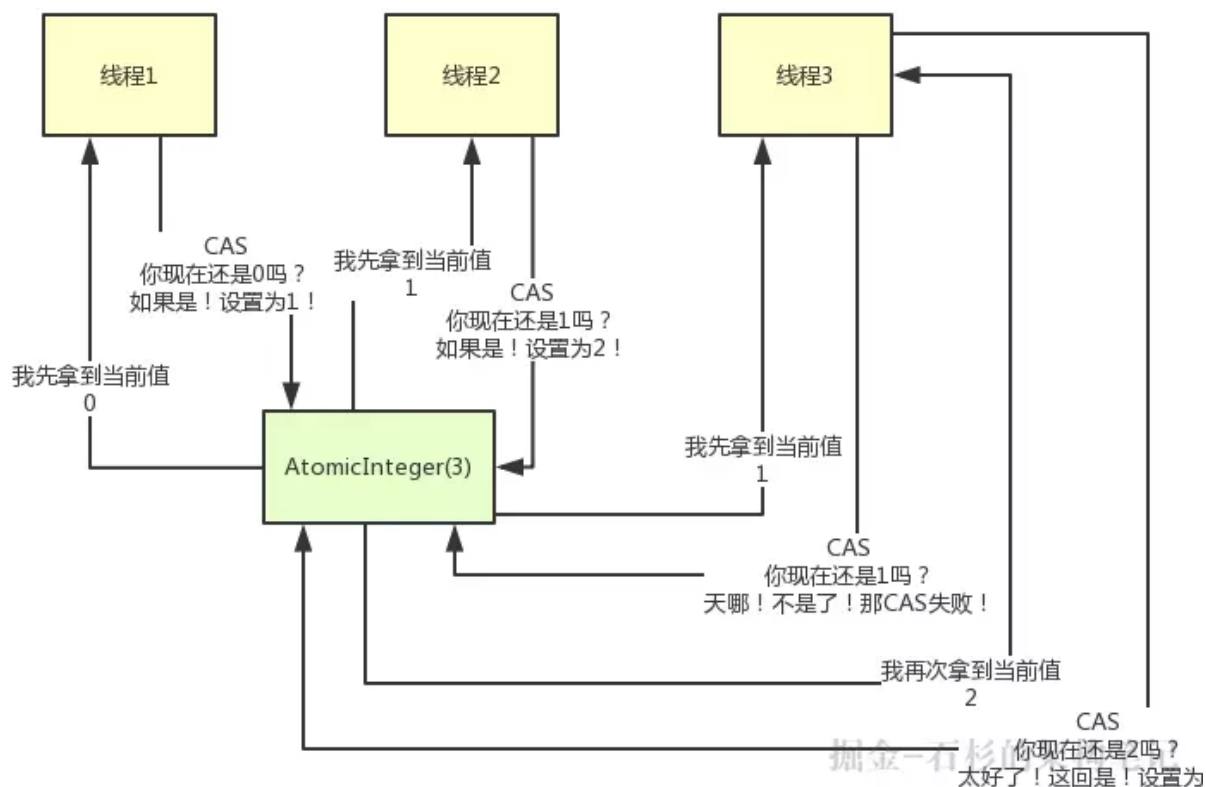 线程1
线程2
线程3
CAS
你现在还是0吗？
如果是！设置为1！
我先拿到当前值
1
CAS
你现在还是1吗？
如果是！设置为2！
我先拿到当前值
0
AtomicInteger(3)
我先拿到当前值
1
CAS
你现在还是1吗？
天哪！不是了！那CAS失败！
我再次拿到当前值
2
CAS
你现在还是2吗？
太好了！这回是！设置为
掘金-石杉的